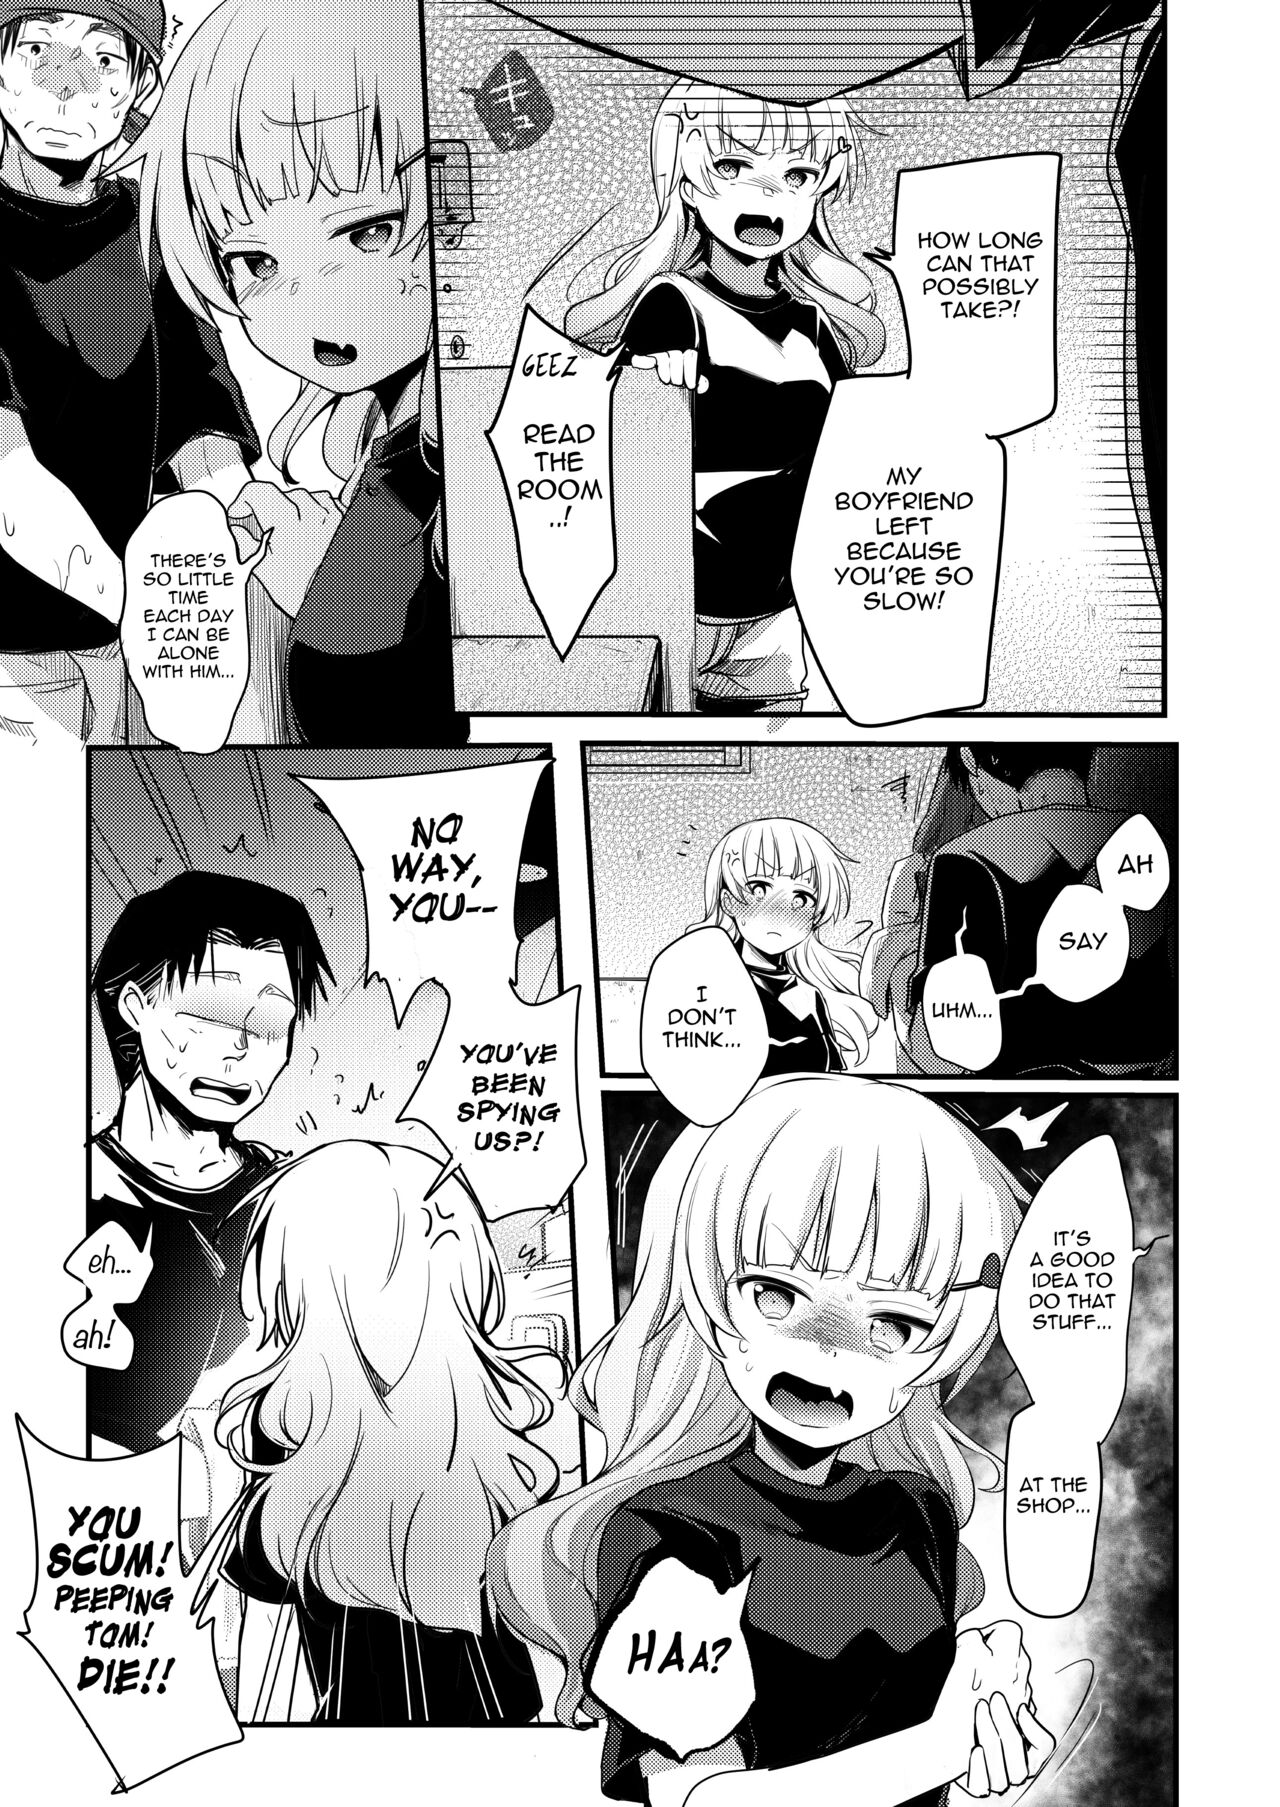 キュ
HOW LONG
CAN THAT
POSSIBLY
TAKE?!
MY
BOYFRIEND
LEFT
BECAUSE
YOU'RE SO
SLOW!
GEEZ
READ
THE
ROOM
..!
THERE'S
SO LITTLE
TIME
EACH DAY
I CAN BE
ALONE
WITH HIM...
AH
SAY
UHM...
I
DON'T
THINK...
IT'S
A GOOD
IDEA TO
DO THAT
STUFF...
AT THE
SHOP...
HAA?
NO
WAY,
YOU--
YOU'VE
BEEN
SPYING
US?!
eh...
ah!
YOU
SCUM!
PEEPING
TOM!
DIE!!